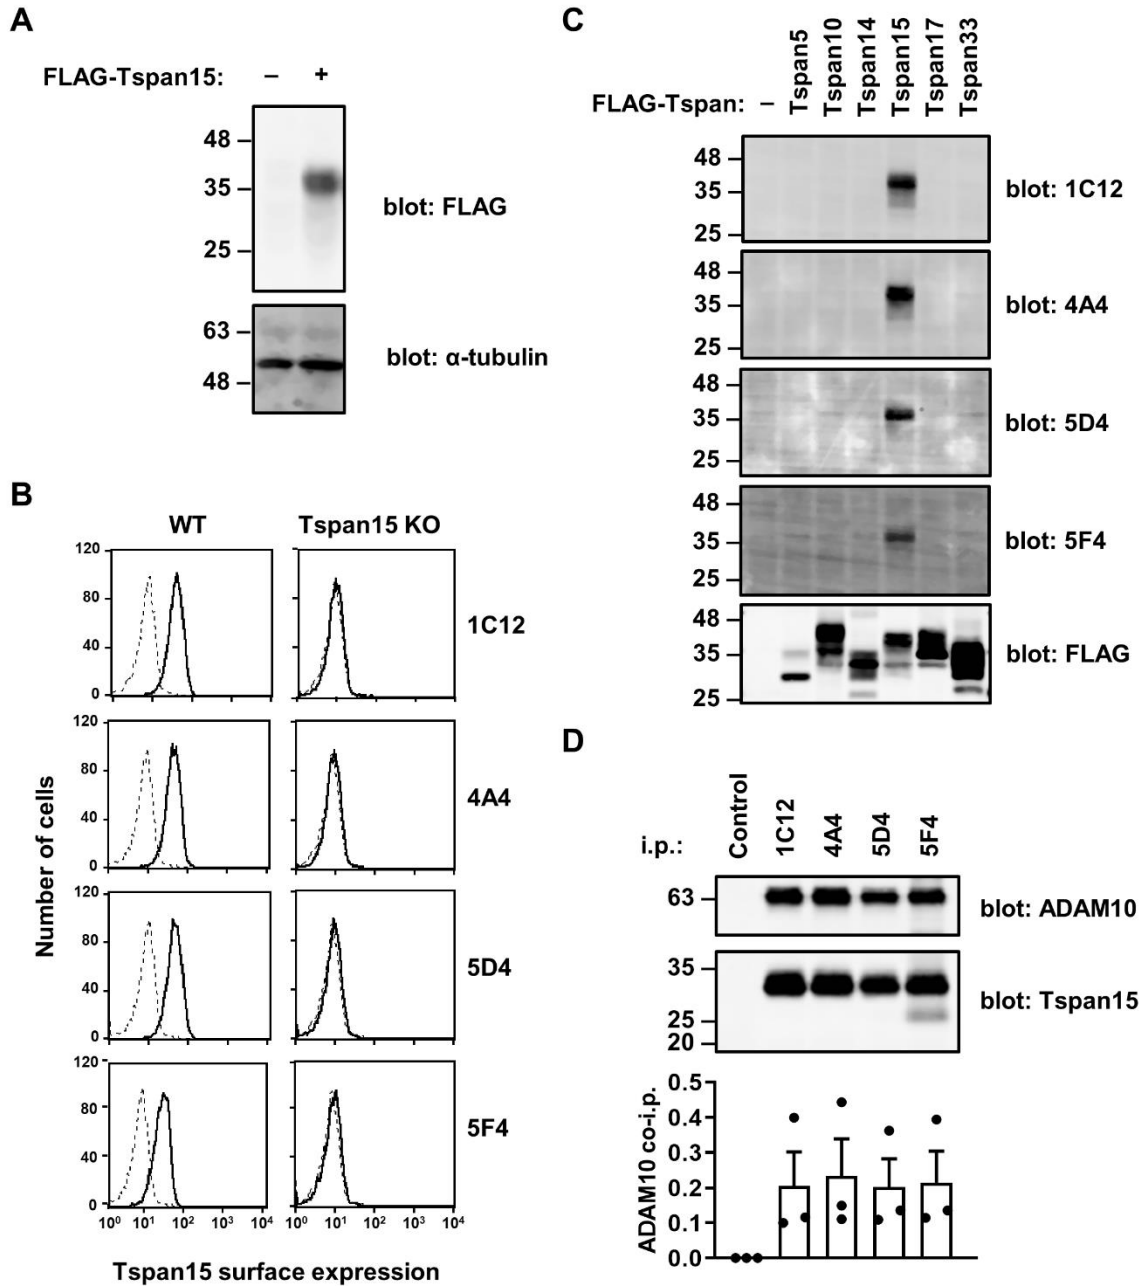 A
FLAG-Tspan15: – +
48
35
25
blot: FLAG
63
48
blot: α-tubulin
B
WT Tspan15 KO
120
80
40
0
1C12
120
80
40
0
4A4
120
80
40
0
5D4
120
80
40
0
5F4
10⁰ 10¹ 10² 10³ 10⁴ 10⁰ 10¹ 10² 10³ 10⁴
Number of cells
Tspan15 surface expression
C
FLAG-Tspan: – Tspan5 Tspan10 Tspan14 Tspan15 Tspan17 Tspan33
48
35
25
blot: 1C12
48
35
25
blot: 4A4
48
35
25
blot: 5D4
48
35
25
blot: 5F4
48
35
25
blot: FLAG
D
i.p.: Control 1C12 4A4 5D4 5F4
63
blot: ADAM10
35
25
20
blot: Tspan15
ADAM10 co-i.p.
0.5
0.4
0.3
0.2
0.1
0.0